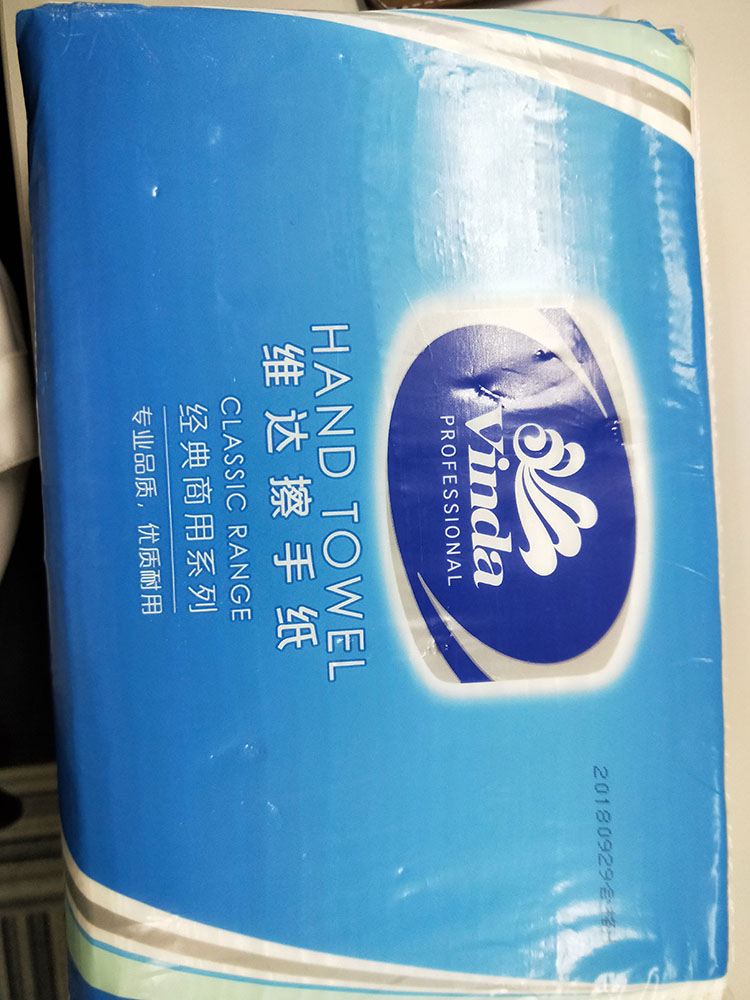 Vinda
PROFESSIONAL
HAND TOWEL
维达擦手纸
CLASSIC RANGE
经典商用系列
专业品质，优质耐用
20180929